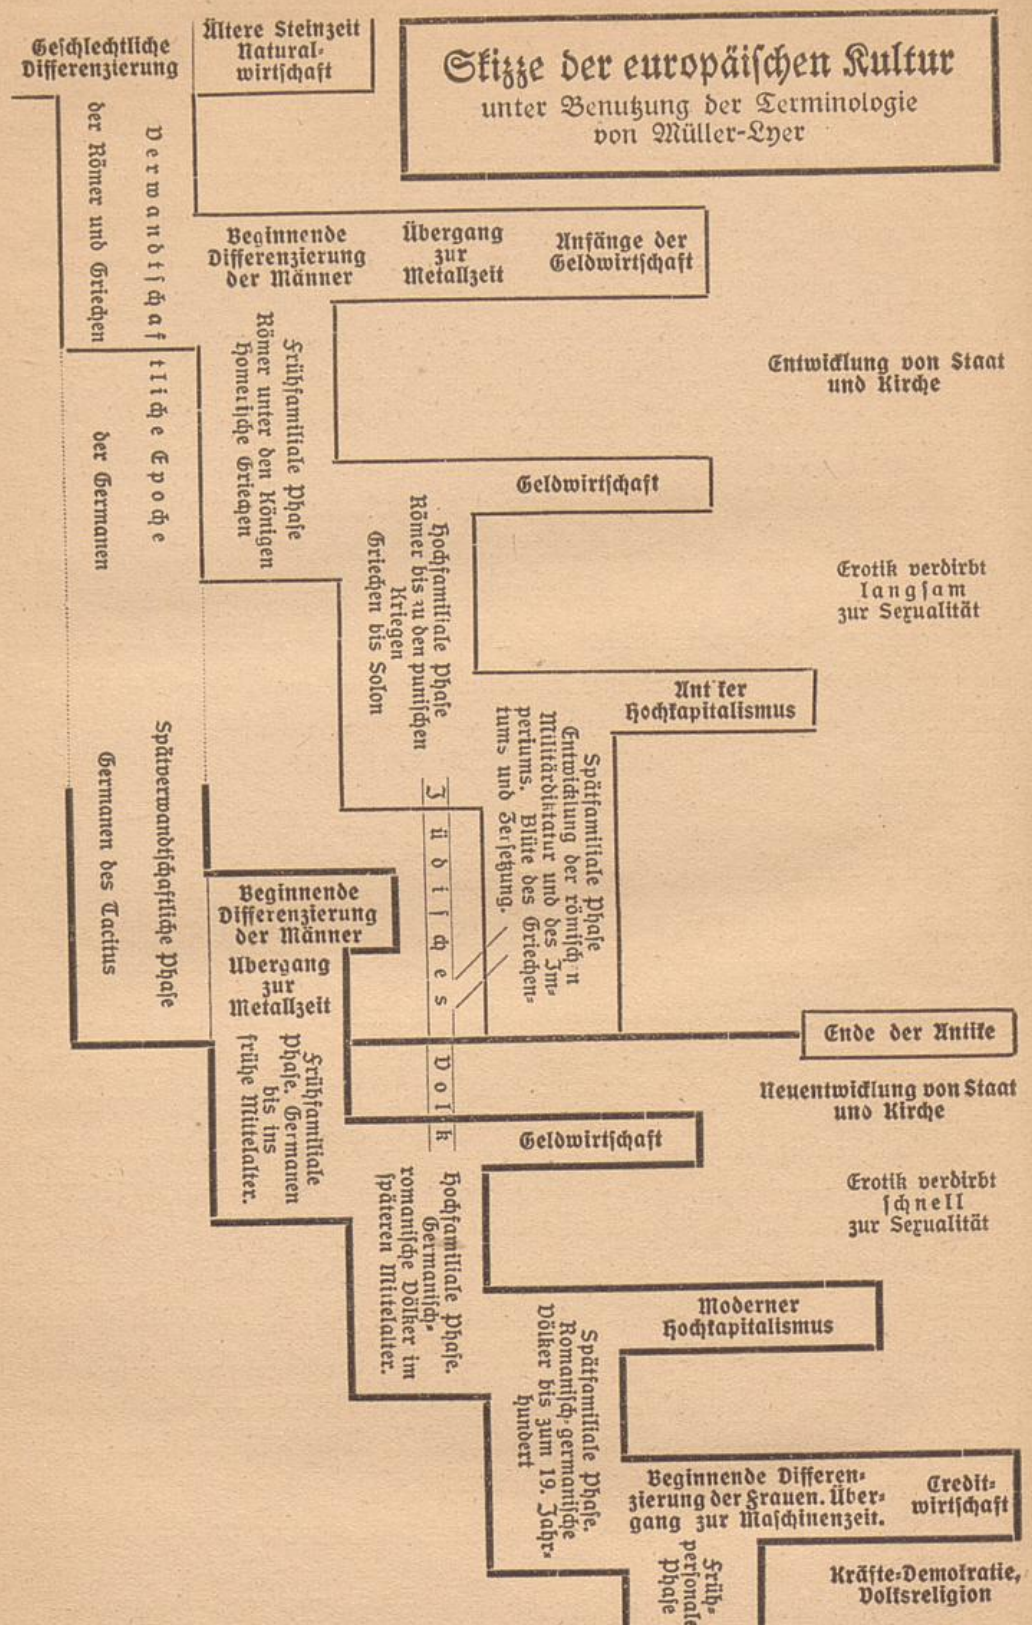 Geschlechtliche
Differenzierung
Ältere Steinzeit
Natural-
wirtschaft
Skizze der europäischen Kultur
unter Benutzung der Terminologie
von Müller-Lyer
Verwandtschaftliche Epoche
der Römer und Griechen
der Germanen
Beginnende
Differenzierung
der Männer
Übergang
zur
Metallzeit
Anfänge der
Geldwirtschaft
Frühfamiliale Phase
Römer unter den Königen
Homerische Griechen
Entwicklung von Staat
und Kirche
Geldwirtschaft
Hochfamiliale Phase
Römer bis zu den punischen
Kriegen
Griechen bis Solon
Erotik verdirbt
langsam
zur Sexualität
Ant ker
Hochkapitalismus
Spätfamiliale Phase
Entwicklung der römisch n
Militärdiktatur und des Im-
periums. Blüte des Griechen-
tums und Zersetzung.
Jüdisches Volk
Spätverwandtschaftliche Phase
Germanen des Tacitus
Beginnende
Differenzierung
der Männer
Übergang
zur
Metallzeit
Ende der Antike
Neuentwicklung von Staat
und Kirche
Frühfamiliale
Phase. Germanen
bis ins
frühe Mittelalter.
Geldwirtschaft
Hochfamiliale Phase.
Germanisch-
romanische Völker im
späteren Mittelalter.
Erotik verdirbt
schnell
zur Sexualität
Moderner
Hochkapitalismus
Spätfamiliale Phase.
Romanisch-germanische
Völker bis zum 19. Jahr-
hundert
Beginnende Differen-
zierung der Frauen. Über-
gang zur Maschinenzeit.
Credit-
wirtschaft
Früh-
personale
Phase
Kräfte-Demokratie,
Volksreligion